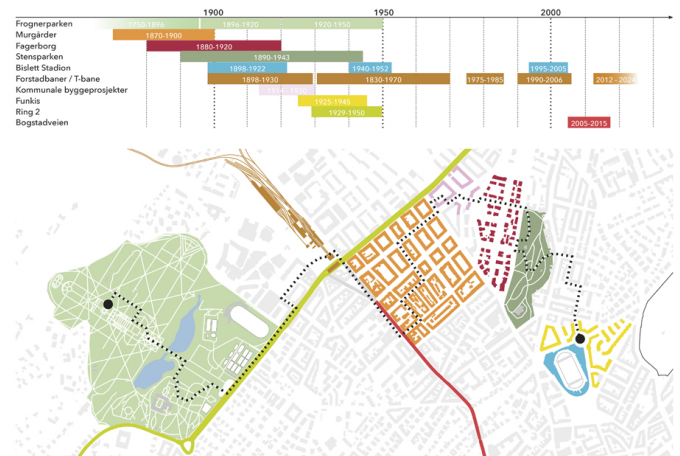 1900 1950 2000
Frognerparken 1750-1896 1896-1920 1920-1950
Murgårder 1870-1900
Fagerborg 1880-1920
Stensparken 1890-1943
Bislett Stadion 1898-1922 1940-1952 1995-2005
Forstadbaner / T-bane 1898-1930 1830-1970 1975-1985 1990-2006 2012-2024
Kommunale byggeprosjekter
Funkis 1925-1945
Ring 2 1929-1950
Bogstadveien 2005-2015